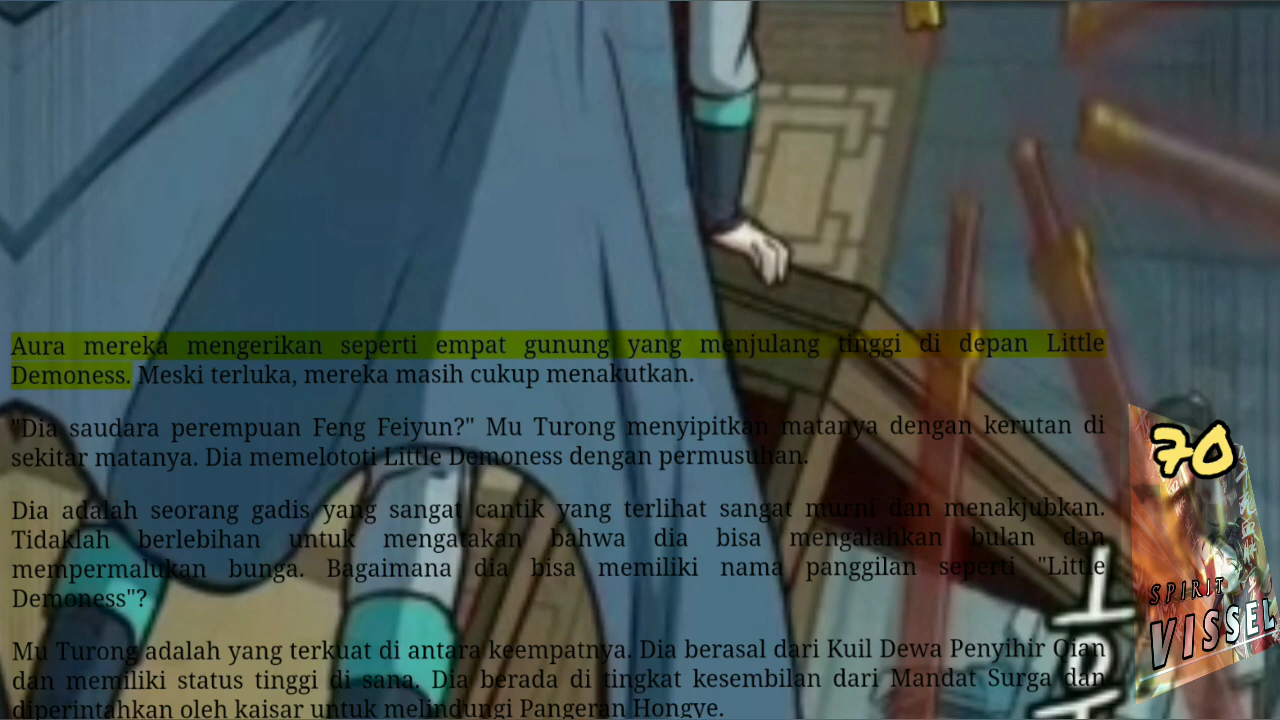 Aura mereka mengerikan seperti empat gunung yang menjulang tinggi di depan Little
Demoness. Meski terluka, mereka masih cukup menakutkan.
"Dia saudara perempuan Feng Feiyun?" Mu Turong menyipitkan matanya dengan kerutan di
sekitar matanya. Dia memelototi Little Demoness dengan permusuhan.
Dia adalah seorang gadis yang sangat cantik yang terlihat sangat murni dan menakjubkan.
Tidaklah berlebihan untuk mengatakan bahwa dia bisa mengalahkan bulan dan
mempermalukan bunga. Bagaimana dia bisa memiliki nama panggilan seperti "Little
Demoness"?
Mu Turong adalah yang terkuat di antara keempatnya. Dia berasal dari Kuil Dewa Penyihir Qian
dan memiliki status tinggi di sana. Dia berada di tingkat kesembilan dari Mandat Surga dan
diperintahkan oleh kaisar untuk melindungi Pangeran Hongye.
70
SPIRIT
VISSEL